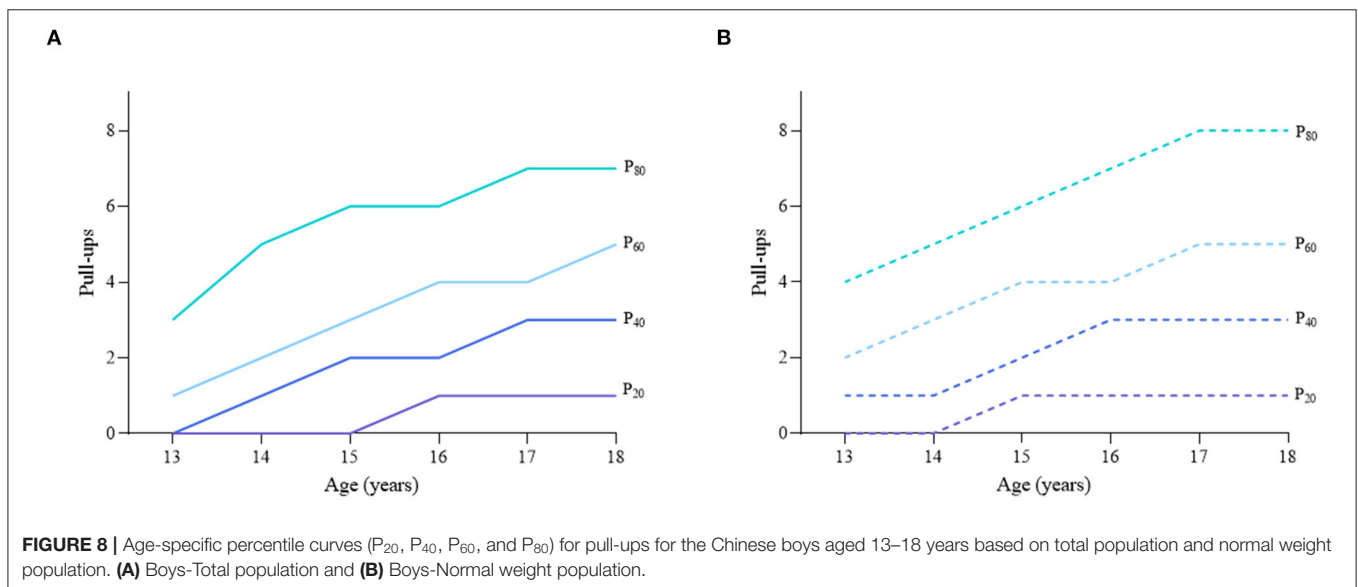 A
B
8
6
4
2
0
Pull-ups
P80
P60
P40
P20
13 14 15 16 17 18
Age (years)
8
6
4
2
0
Pull-ups
P80
P60
P40
P20
13 14 15 16 17 18
Age (years)
FIGURE 8 | Age-specific percentile curves (P20, P40, P60, and P80) for pull-ups for the Chinese boys aged 13–18 years based on total population and normal weight
population. (A) Boys-Total population and (B) Boys-Normal weight population.